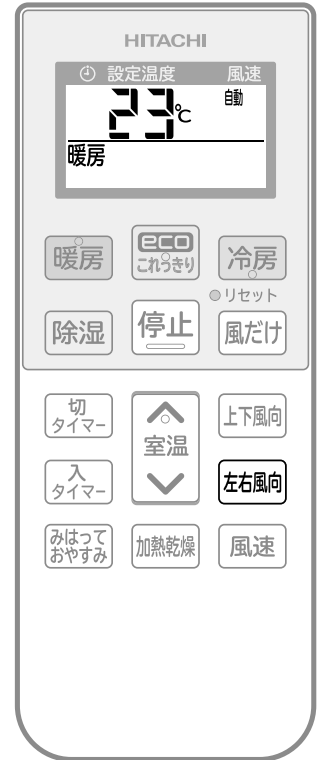 HITACHI
設定温度 風速
23℃ 自動
暖房
暖房
eco
これっきり
冷房
リセット
除湿
停止
風だけ
切
タイマー
室温
上下風向
入
タイマー
左右風向
みはって
おやすみ
加熱乾燥
風速